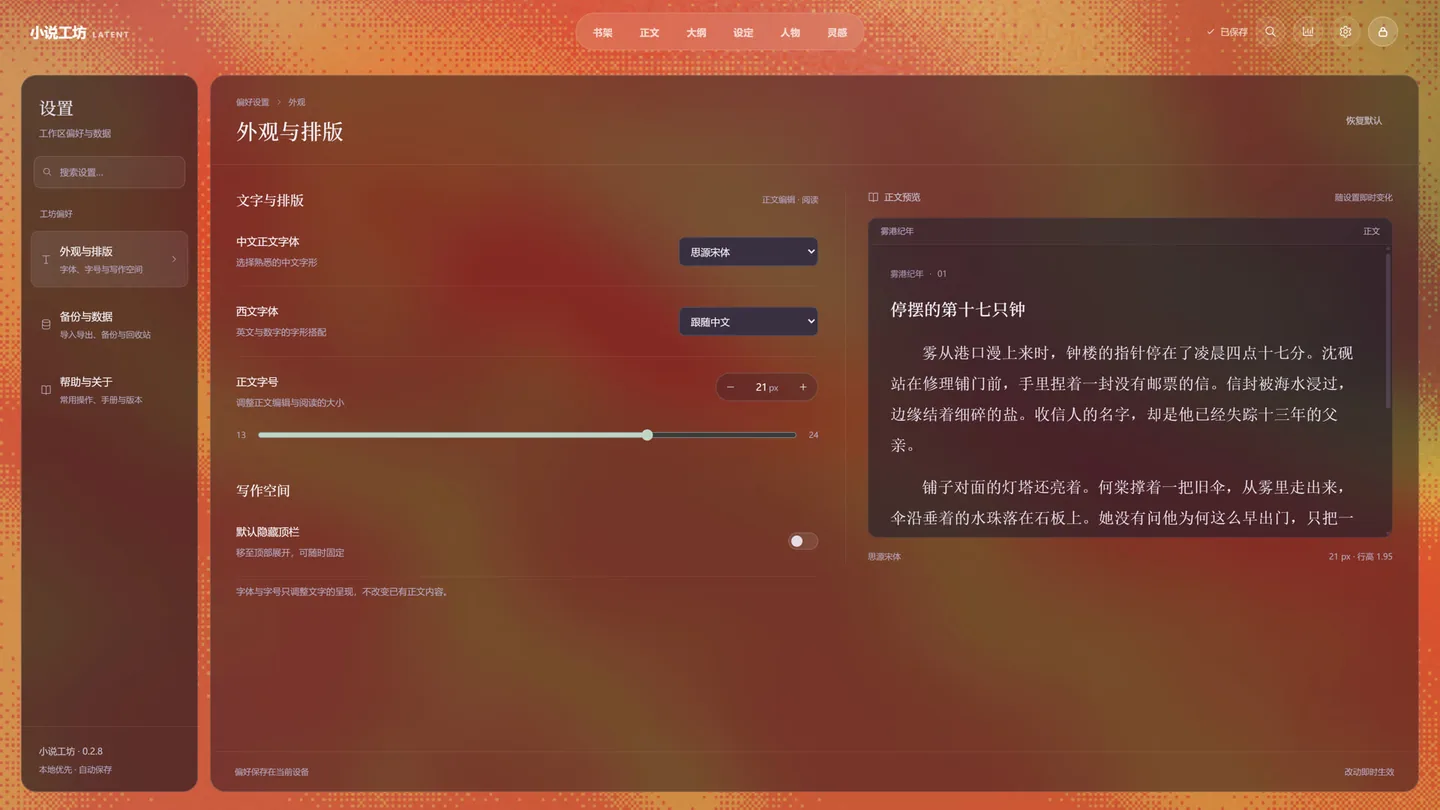 小说工坊 LATENT
书架 正文 大纲 设定 人物 灵感
已保存
设置
工作区偏好与数据
搜索设置...
工坊偏好
外观与排版
字体、字号与写作空间
备份与数据
导入导出、备份与回收站
帮助与关于
常用操作、手册与版本
小说工坊 · 0.2.8
本地优先 · 自动保存
偏好设置 > 外观
外观与排版
恢复默认
文字与排版
正文编辑 · 阅读
中文正文字体
选择熟悉的中文字形
思源宋体
西文字体
英文与数字的字形搭配
跟随中文
正文字号
调整正文编辑与阅读的大小
− 21 px +
13
24
写作空间
默认隐藏顶栏
移至顶部展开，可随时固定
字体与字号只调整文字的呈现，不改变已有正文内容。
正文预览
随设置即时变化
雾港纪年
正文
雾港纪年 · 01
停摆的第十七只钟
雾从港口漫上来时，钟楼的指针停在了凌晨四点十七分。沈砚
站在修理铺门前，手里捏着一封没有邮票的信。信封被海水浸过，
边缘结着细碎的盐。收信人的名字，却是他已经失踪十三年的父
亲。
铺子对面的灯塔还亮着。何棠撑着一把旧伞，从雾里走出来，
伞沿垂着的水珠落在石板上。她没有问他为何这么早出门，只把一
思源宋体
21 px · 行高 1.95
偏好保存在当前设备
改动即时生效